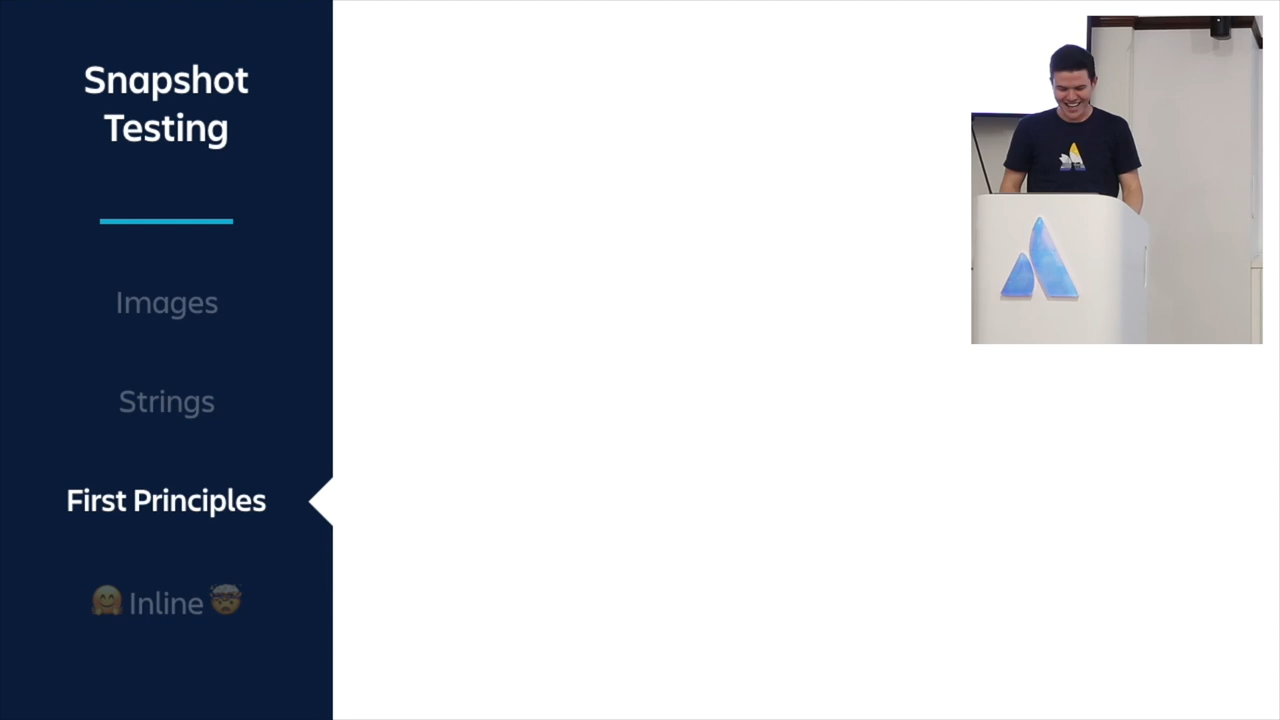 Snapshot
Testing
Images
Strings
First Principles
🤗 Inline 🤯